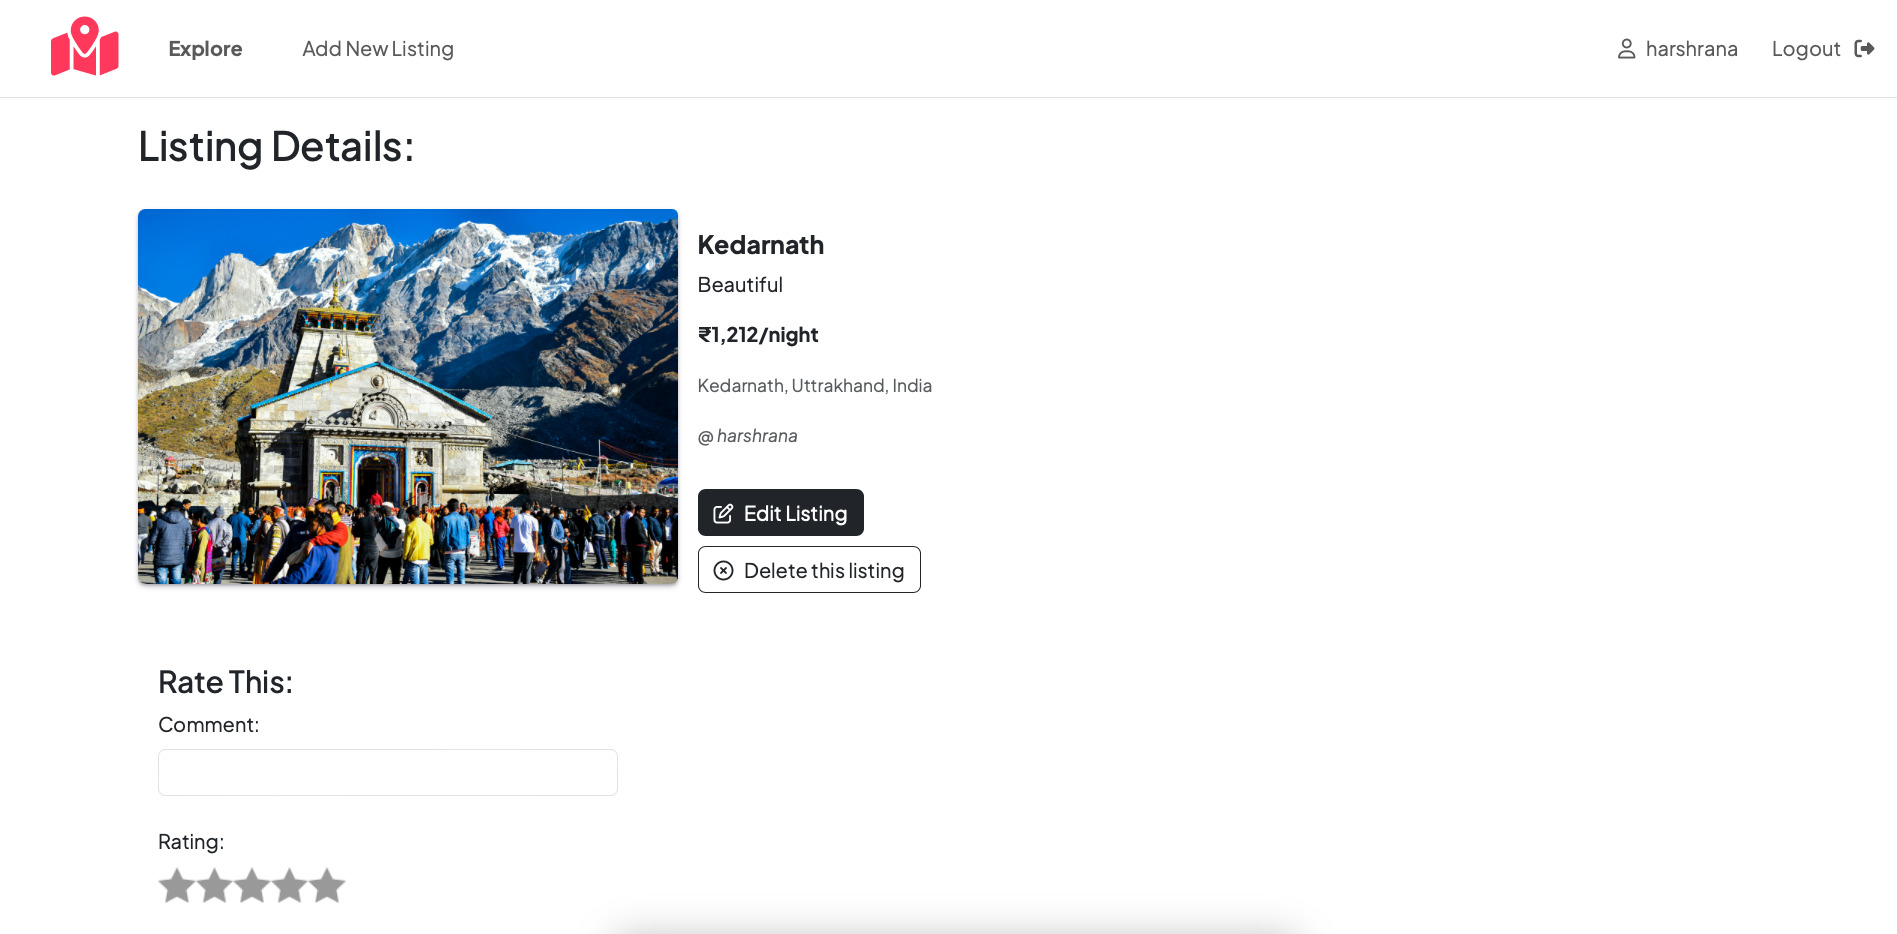 Explore Add New Listing harshrana Logout
Listing Details:
Kedarnath
Beautiful
₹1,212/night
Kedarnath, Uttrakhand, India
@harshrana
Edit Listing
Delete this listing
Rate This:
Comment:
Rating: